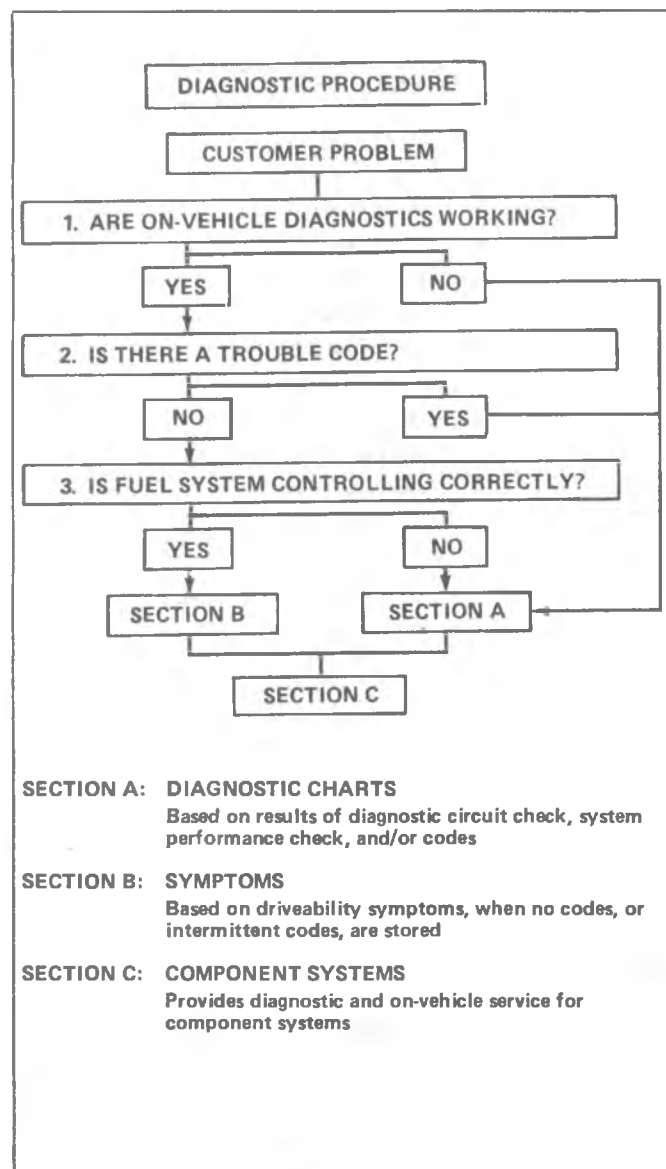 DIAGNOSTIC PROCEDURE
CUSTOMER PROBLEM
1. ARE ON-VEHICLE DIAGNOSTICS WORKING?
YES
NO
2. IS THERE A TROUBLE CODE?
NO
YES
3. IS FUEL SYSTEM CONTROLLING CORRECTLY?
YES
NO
SECTION B
SECTION A
SECTION C
SECTION A: DIAGNOSTIC CHARTS
Based on results of diagnostic circuit check, system
performance check, and/or codes
SECTION B: SYMPTOMS
Based on driveability symptoms, when no codes, or
intermittent codes, are stored
SECTION C: COMPONENT SYSTEMS
Provides diagnostic and on-vehicle service for
component systems